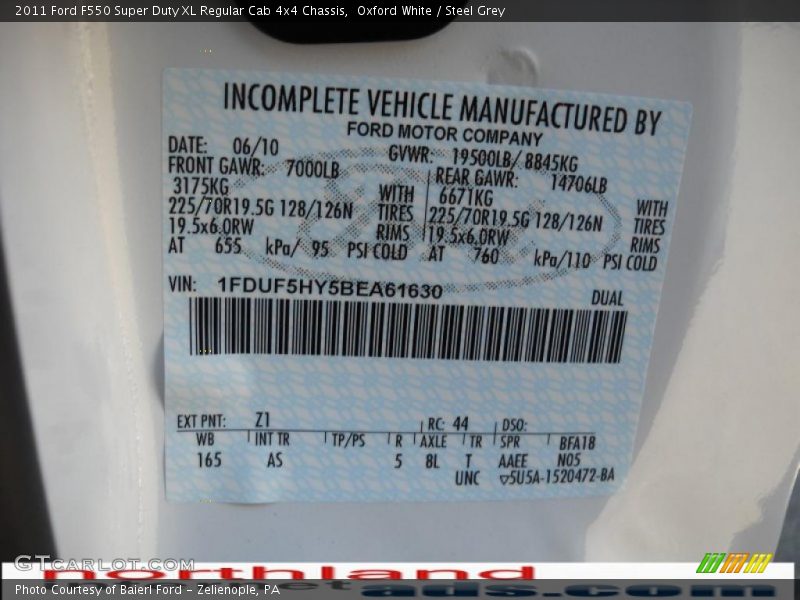 2011 Ford F550 Super Duty XL Regular Cab 4x4 Chassis, Oxford White / Steel Grey
INCOMPLETE VEHICLE MANUFACTURED BY
FORD MOTOR COMPANY
DATE: 06/10 GVWR: 19500LB/ 8845KG
FRONT GAWR: 7000LB REAR GAWR: 14706LB
3175KG WITH 6671KG WITH
225/70R19.5G 128/126N TIRES 225/70R19.5G 128/126N TIRES
19.5x6.0RW RIMS 19.5x6.0RW RIMS
AT 655 kPa/ 95 PSI COLD AT 760 kPa/110 PSI COLD
VIN: 1FDUF5HY5BEA61630 DUAL
EXT PNT: Z1 RC: 44 DSO:
WB INT TR TP/PS R AXLE TR SPR BFA18
165 AS 5 8L T AAEE N05
UNC ▽5U5A-1520472-BA
GTCARLOT.COM
northland
Photo Courtesy of Baierl Ford - Zelienople, PA
ads.com